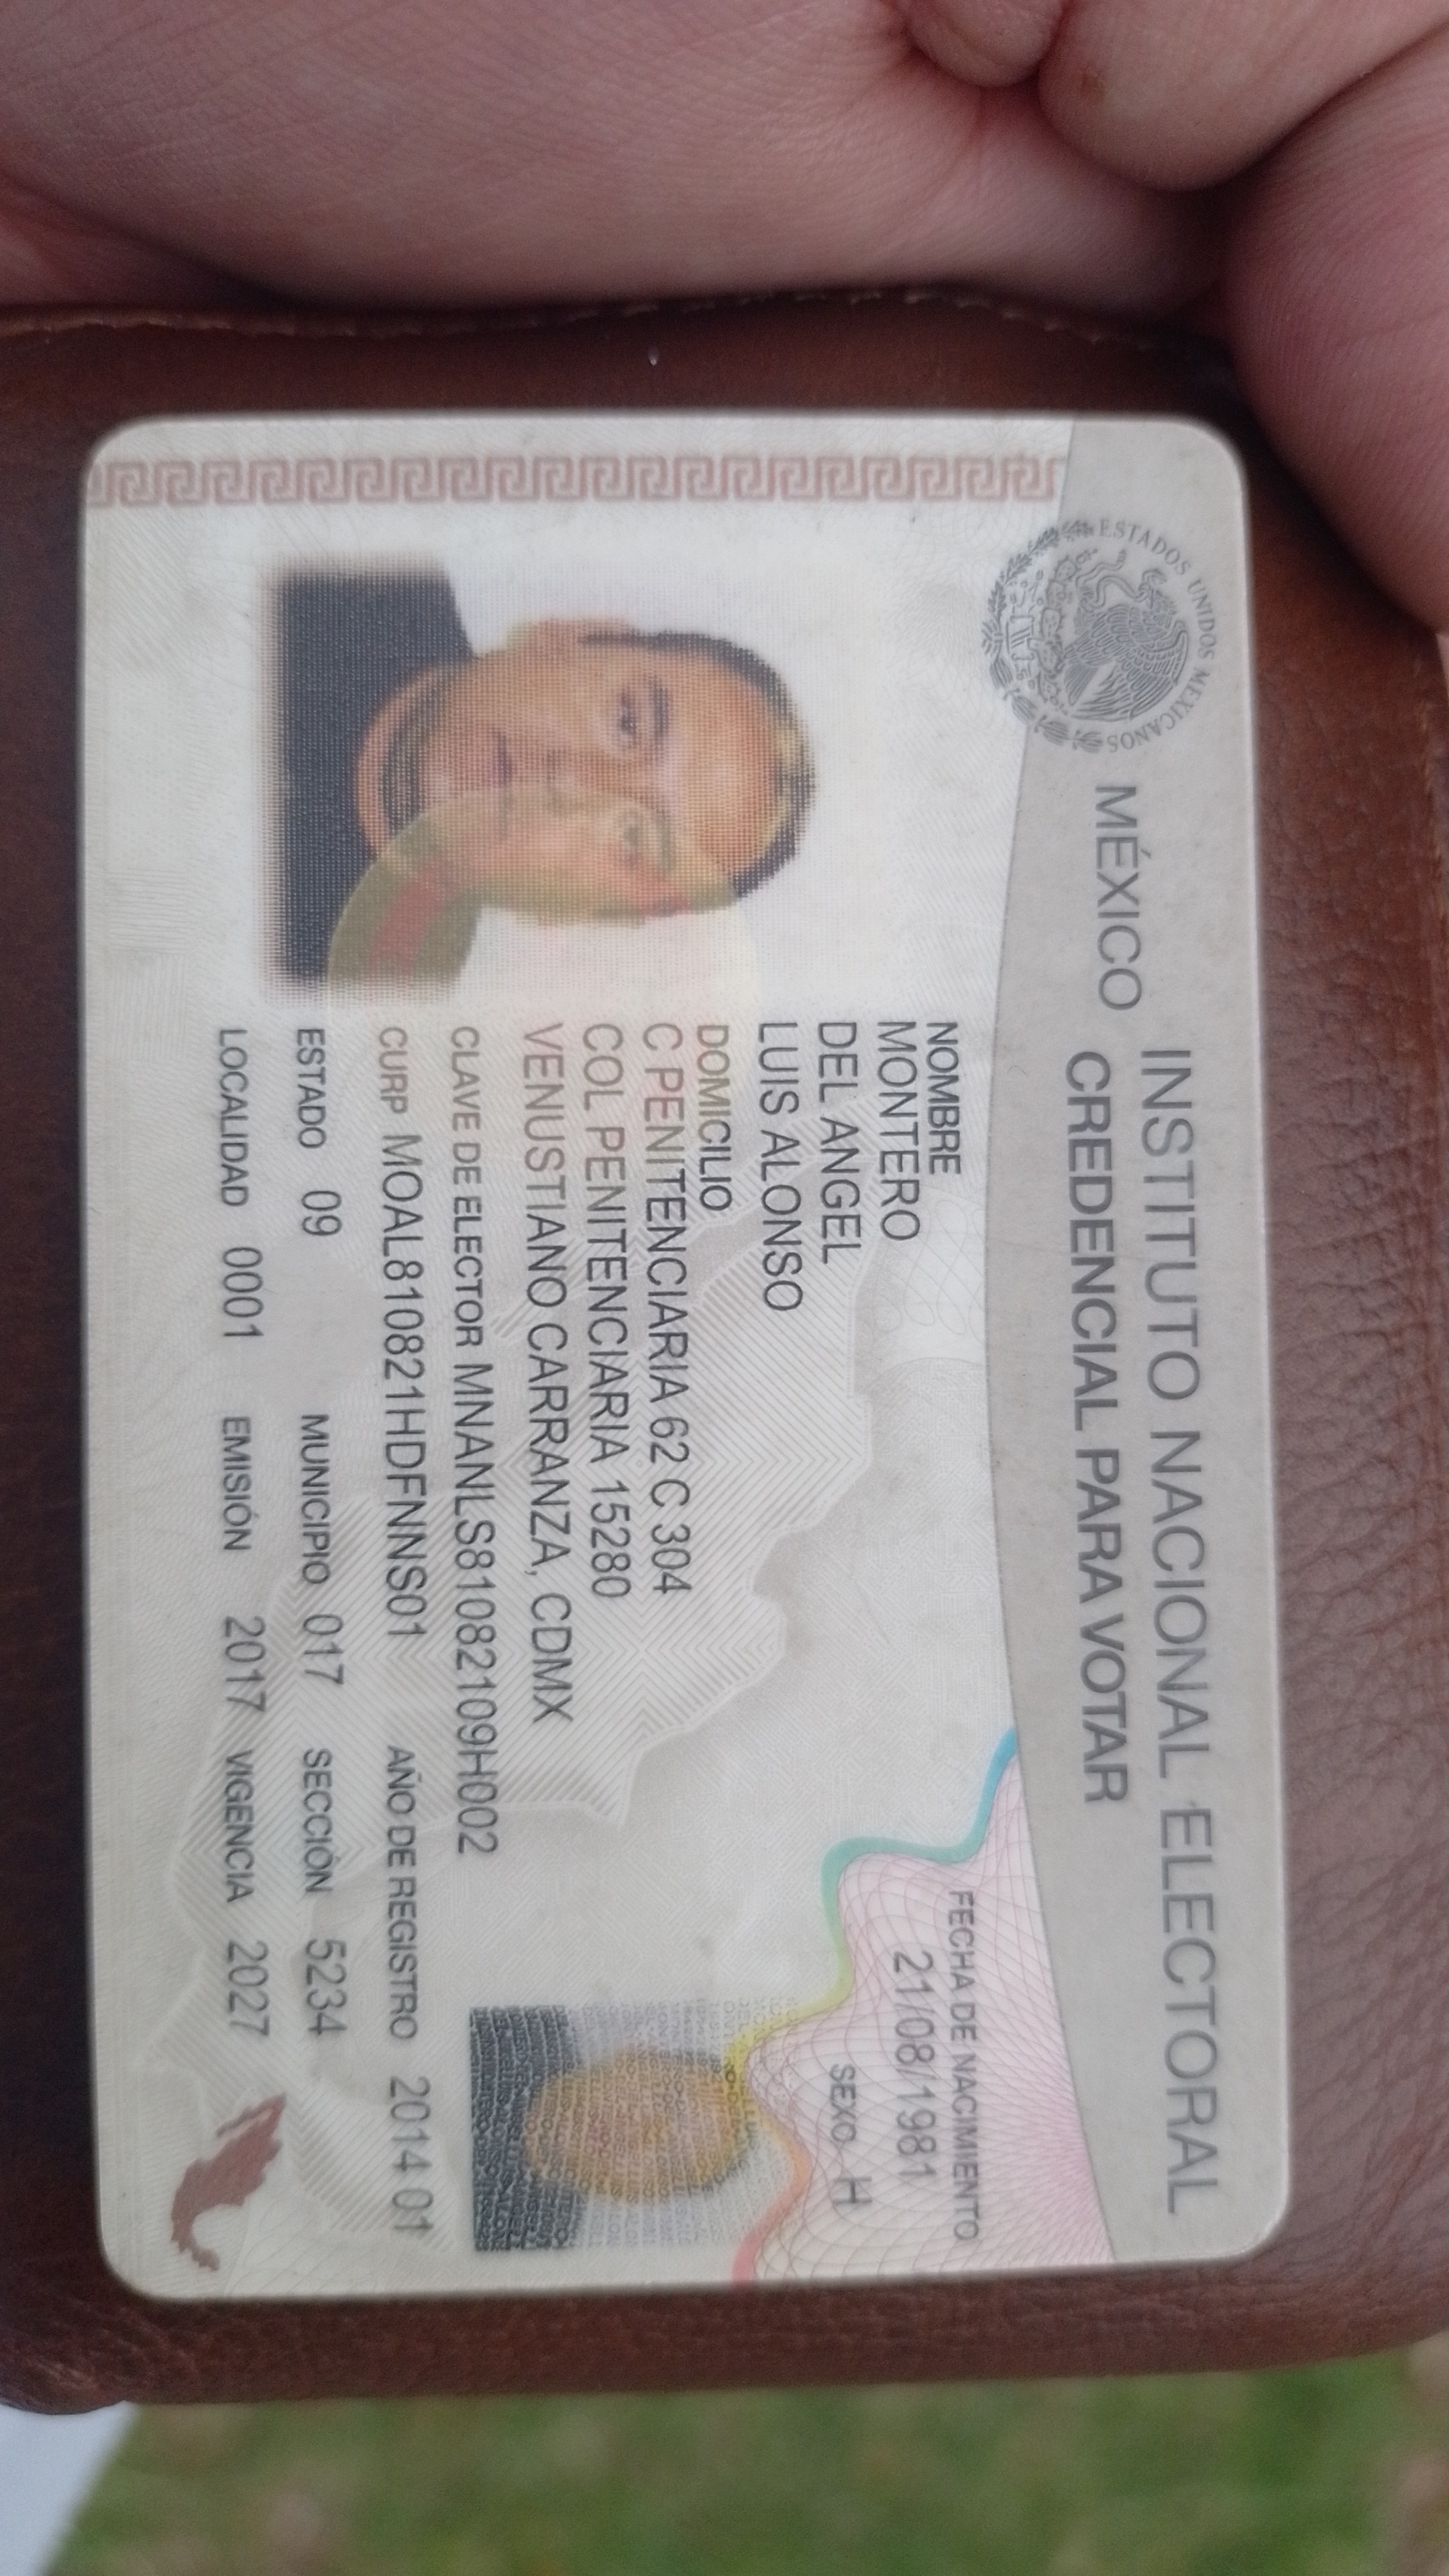 ESTADOS UNIDOS MEXICANOS
MÉXICO
INSTITUTO NACIONAL ELECTORAL
CREDENCIAL PARA VOTAR
NOMBRE
MONTERO
DEL ANGEL
LUIS ALONSO
FECHA DE NACIMIENTO
21/08/1981
SEXO H
DOMICILIO
C PENITENCIARIA 62 C 304
COL PENITENCIARIA 15280
VENUSTIANO CARRANZA, CDMX
CLAVE DE ELECTOR MNANLS81082109H002
CURP MOAL810821HDFNNS01 AÑO DE REGISTRO 2014 01
ESTADO 09 MUNICIPIO 017 SECCIÓN 5234
LOCALIDAD 0001 EMISIÓN 2017 VIGENCIA 2027